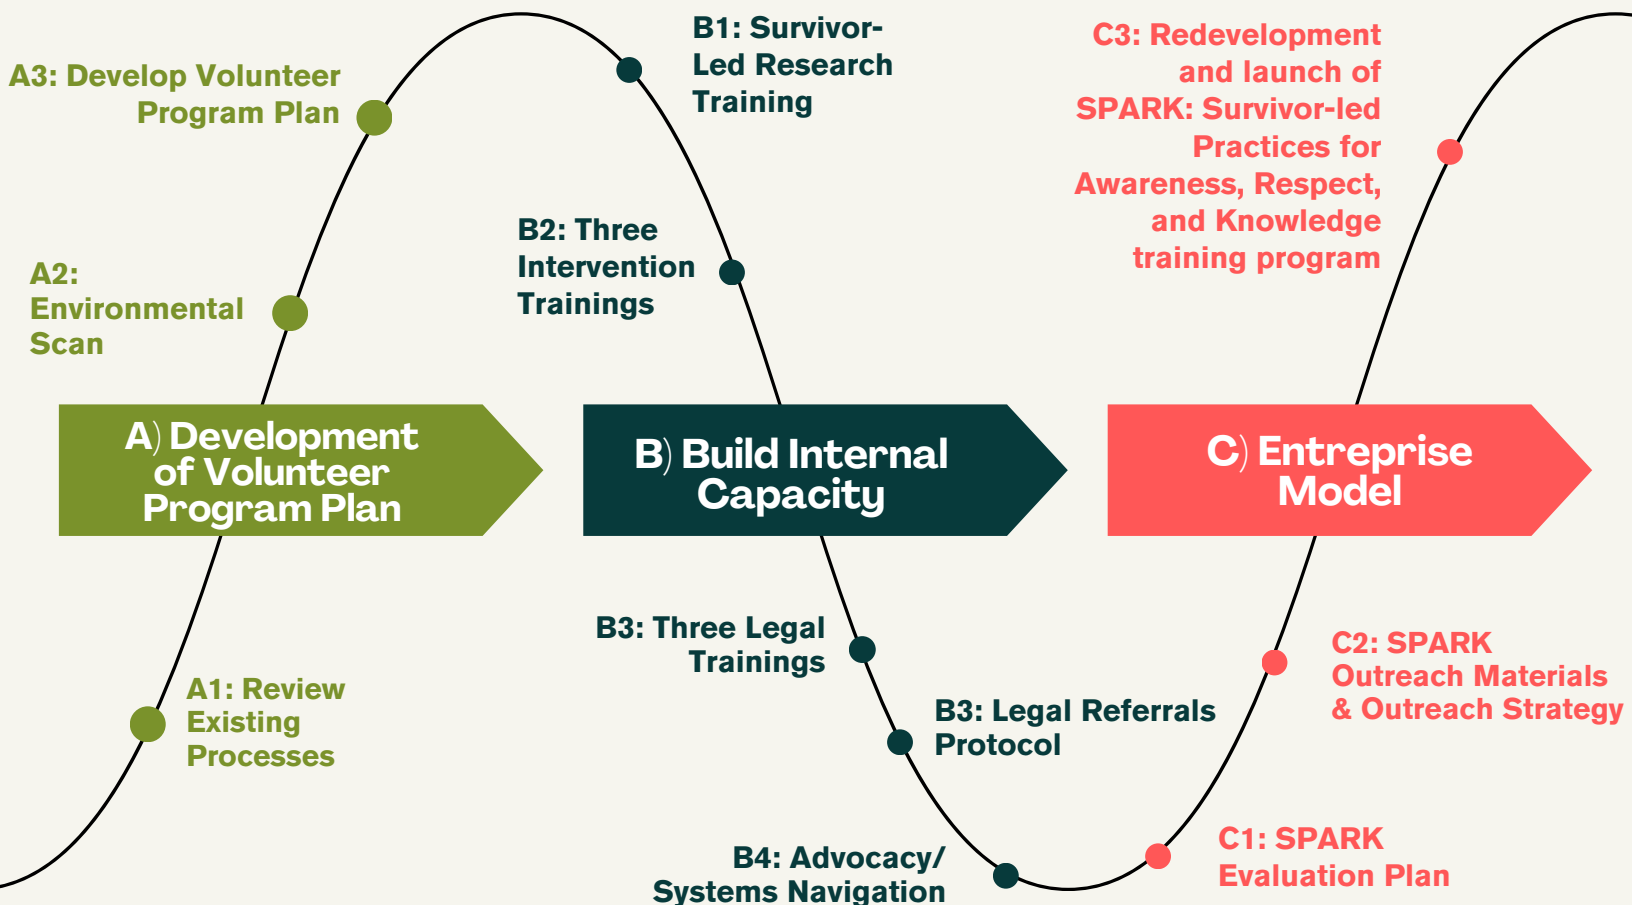 A3: Develop Volunteer
Program Plan
A2:
Environmental
Scan
A) Development
of Volunteer
Program Plan
A1: Review
Existing
Processes
B1: Survivor-
Led Research
Training
B2: Three
Intervention
Trainings
B) Build Internal
Capacity
B3: Three Legal
Trainings
B3: Legal Referrals
Protocol
B4: Advocacy/
Systems Navigation
C3: Redevelopment
and launch of
SPARK: Survivor-led
Practices for
Awareness, Respect,
and Knowledge
training program
C) Entreprise
Model
C2: SPARK
Outreach Materials
& Outreach Strategy
C1: SPARK
Evaluation Plan